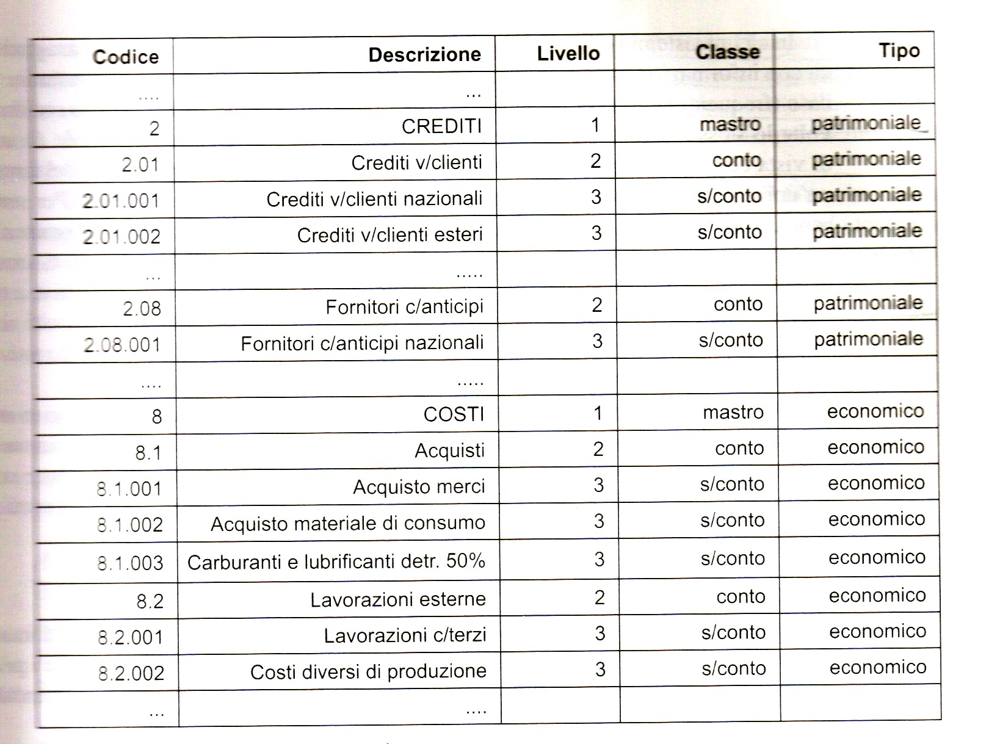 Codice Descrizione Livello Classe Tipo
.... ...
2 CREDITI 1 mastro patrimoniale
2.01 Crediti v/clienti 2 conto patrimoniale
2.01.001 Crediti v/clienti nazionali 3 s/conto patrimoniale
2.01.002 Crediti v/clienti esteri 3 s/conto patrimoniale
... .....
2.08 Fornitori c/anticipi 2 conto patrimoniale
2.08.001 Fornitori c/anticipi nazionali 3 s/conto patrimoniale
.... .....
8 COSTI 1 mastro economico
8.1 Acquisti 2 conto economico
8.1.001 Acquisto merci 3 s/conto economico
8.1.002 Acquisto materiale di consumo 3 s/conto economico
8.1.003 Carburanti e lubrificanti detr. 50% 3 s/conto economico
8.2 Lavorazioni esterne 2 conto economico
8.2.001 Lavorazioni c/terzi 3 s/conto economico
8.2.002 Costi diversi di produzione 3 s/conto economico
... ....